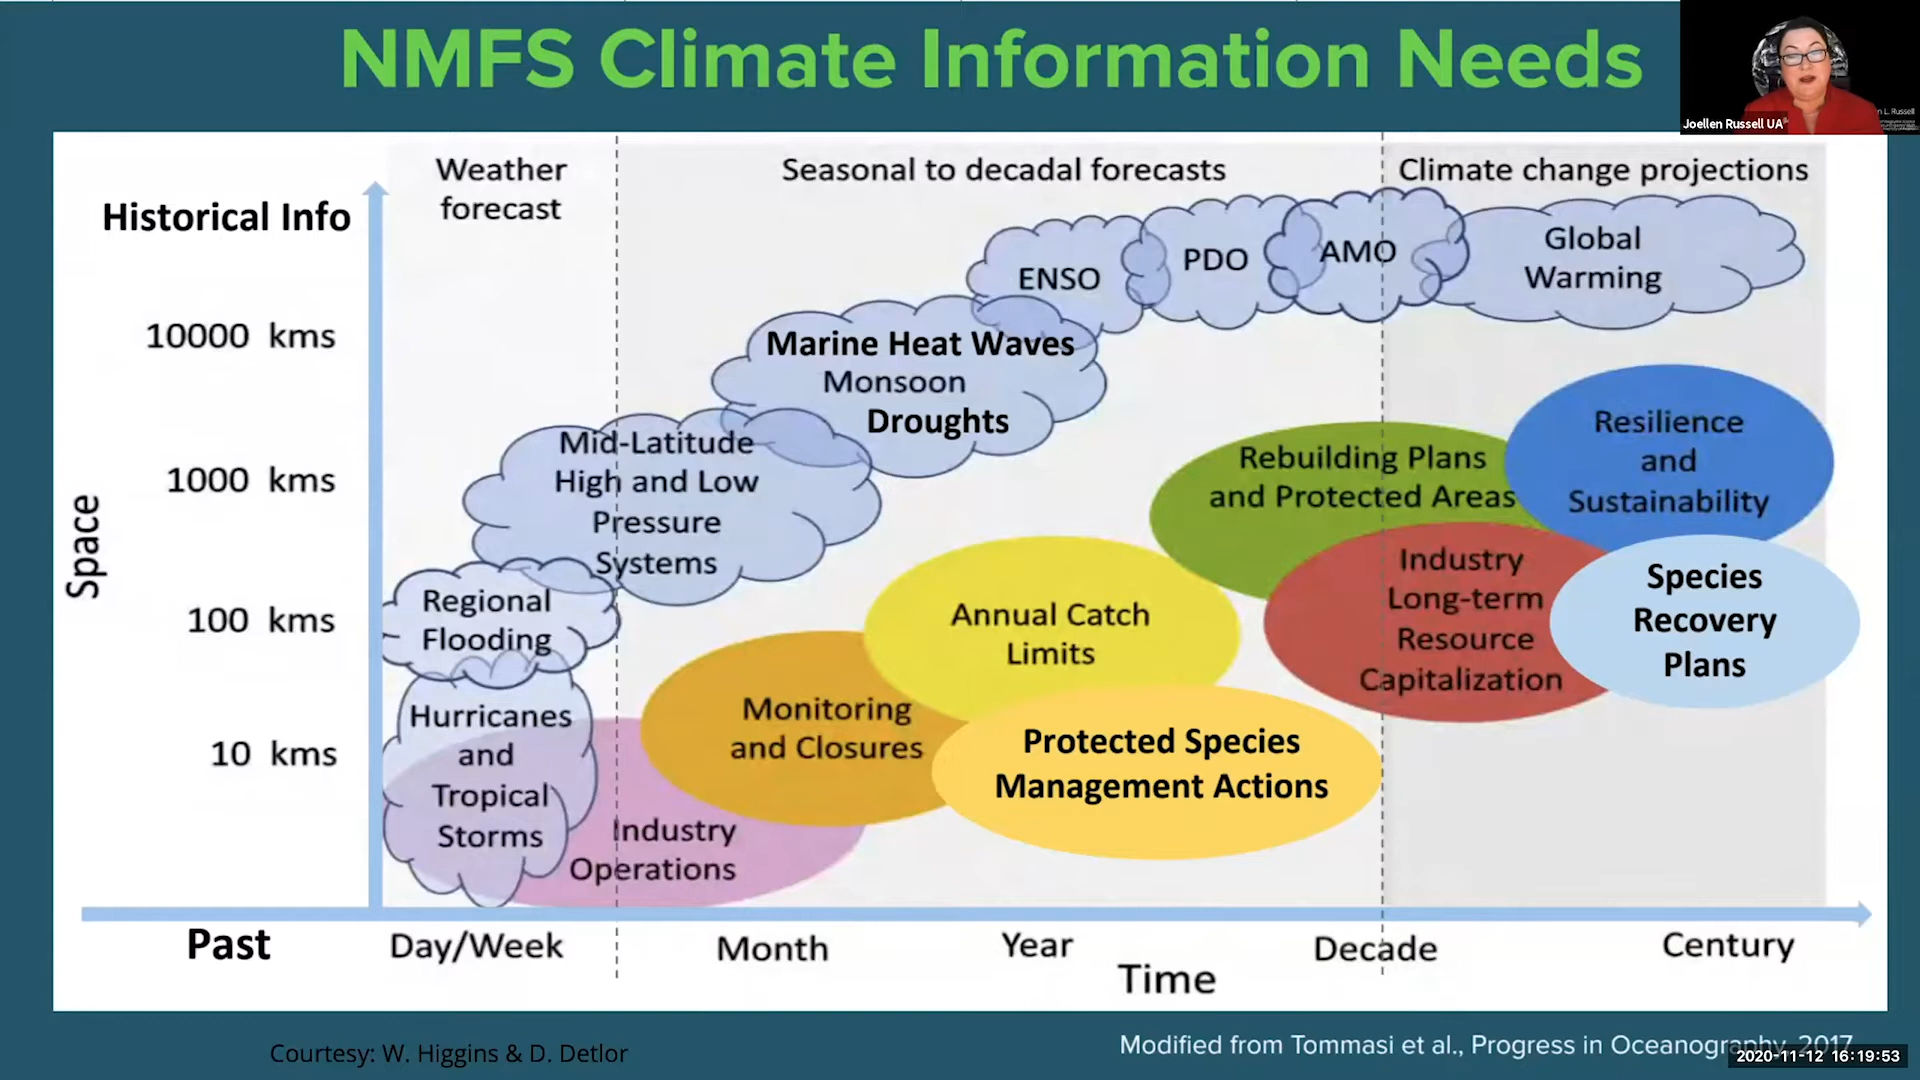 NMFS Climate Information Needs
Joellen Russell UA
n L. Russell
Weather
forecast
Seasonal to decadal forecasts
Climate change projections
Historical Info
ENSO
PDO
AMO
Global
Warming
10000 kms
Marine Heat Waves
Monsoon
Droughts
Mid-Latitude
High and Low
Pressure
Systems
1000 kms
Rebuilding Plans
and Protected Areas
Resilience
and
Sustainability
Space
Regional
Flooding
100 kms
Annual Catch
Limits
Industry
Long-term
Resource
Capitalization
Species
Recovery
Plans
Hurricanes
and
Tropical
Storms
10 kms
Monitoring
and Closures
Protected Species
Management Actions
Industry
Operations
Past
Day/Week
Month
Year
Decade
Century
Time
Courtesy: W. Higgins & D. Detlor
Modified from Tommasi et al., Progress in Oceanography, 2017
2020-11-12 16:19:53